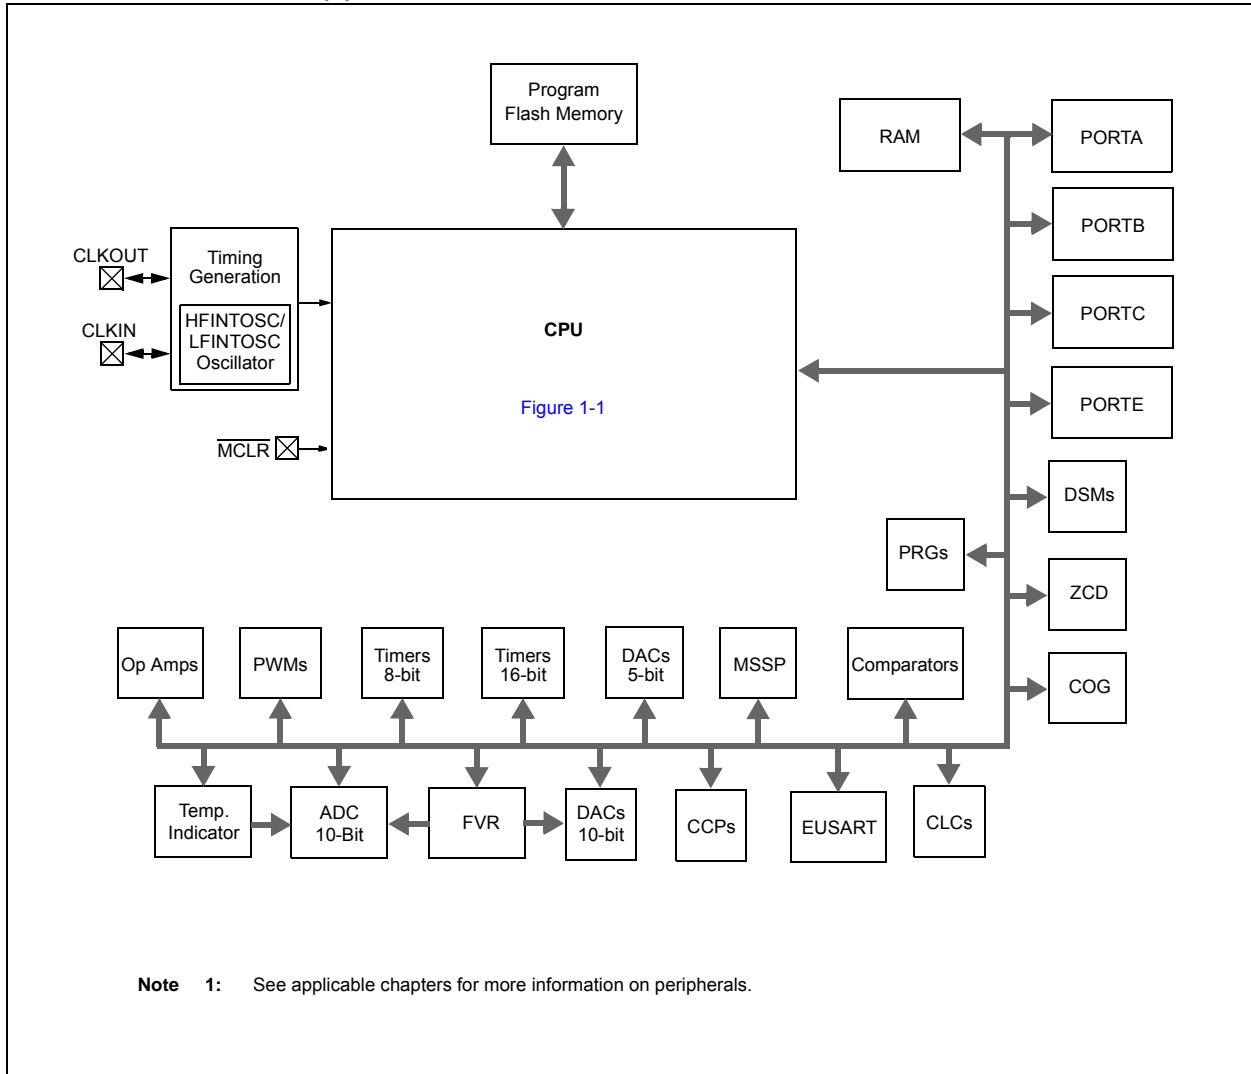 Program
Flash Memory
RAM
PORTA
PORTB
CLKOUT
Timing
Generation
PORTC
HFINTOSC/
LFINTOSC
Oscillator
CLKIN
CPU
Figure 1-1
PORTE
MCLR
DSMs
PRGs
ZCD
Op Amps
PWMs
Timers
8-bit
Timers
16-bit
DACs
5-bit
MSSP
Comparators
COG
Temp.
Indicator
ADC
10-Bit
FVR
DACs
10-bit
CCPs
EUSART
CLCs
Note 1: See applicable chapters for more information on peripherals.